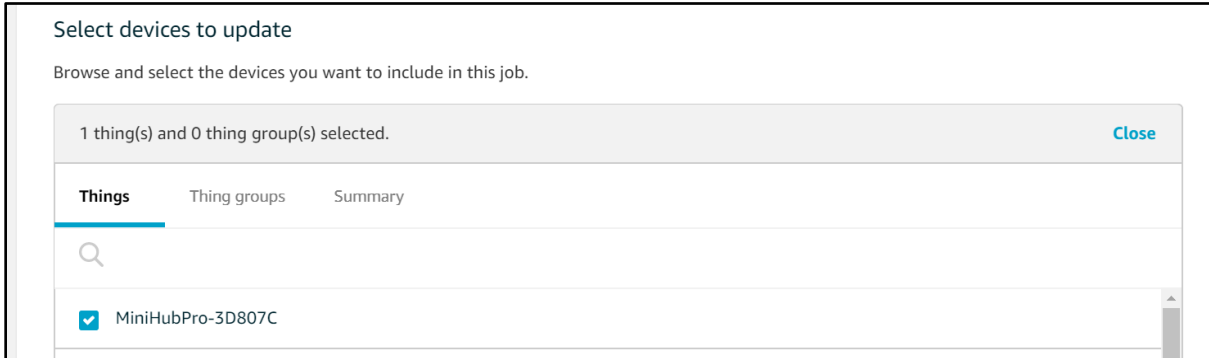 Select devices to update
Browse and select the devices you want to include in this job.
1 thing(s) and 0 thing group(s) selected. Close
Things Thing groups Summary
MiniHubPro-3D807C